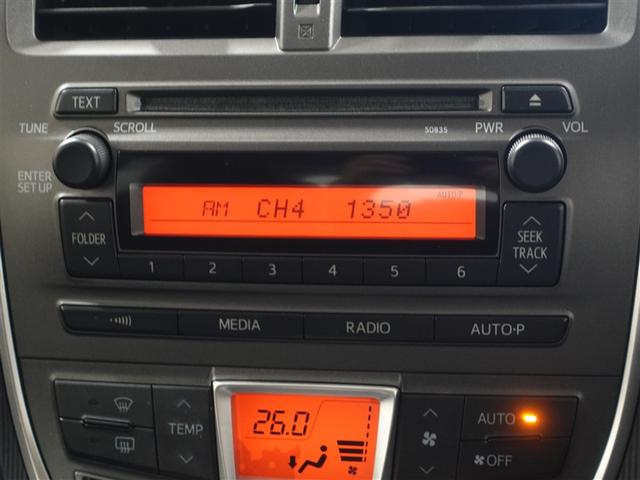 TEXT
TUNE SCROLL 50835 PWR VOL
ENTER
SET UP
AUTO.P
AM CH4 1350
FOLDER
SEEK
TRACK
1 2 3 4 5 6
MEDIA RADIO AUTO·P
TEMP
26.0
AUTO
OFF